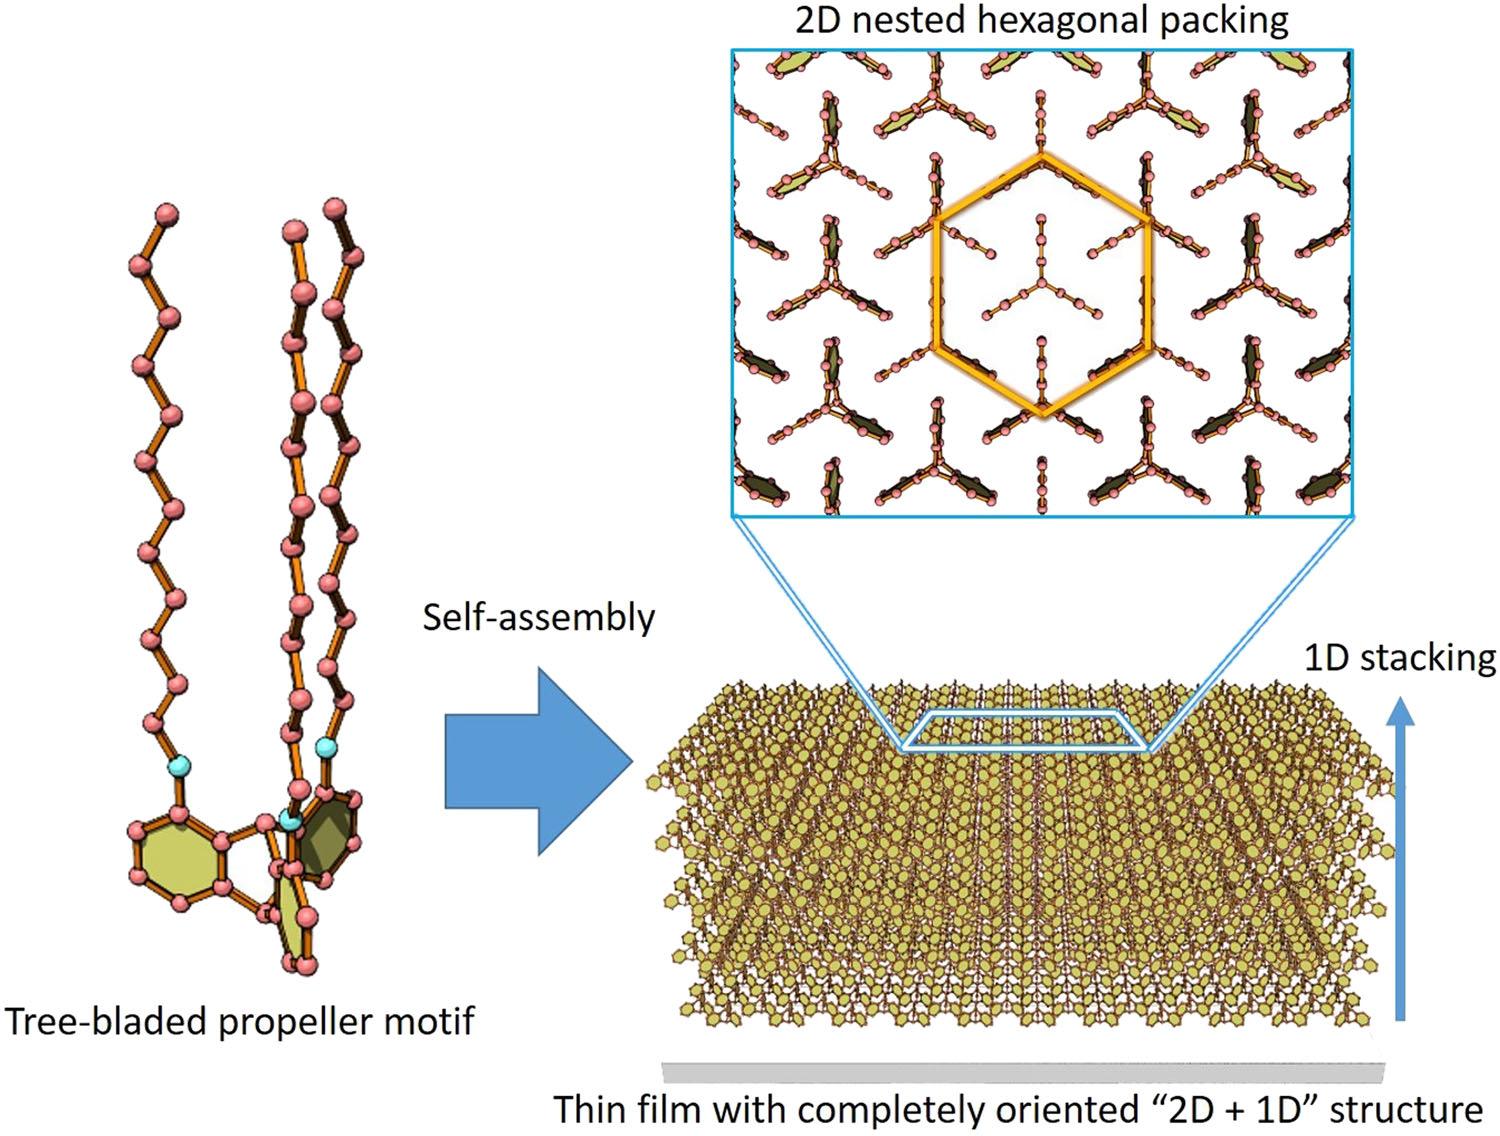 2D nested hexagonal packing
Self-assembly
1D stacking
Tree-bladed propeller motif
Thin film with completely oriented “2D + 1D” structure